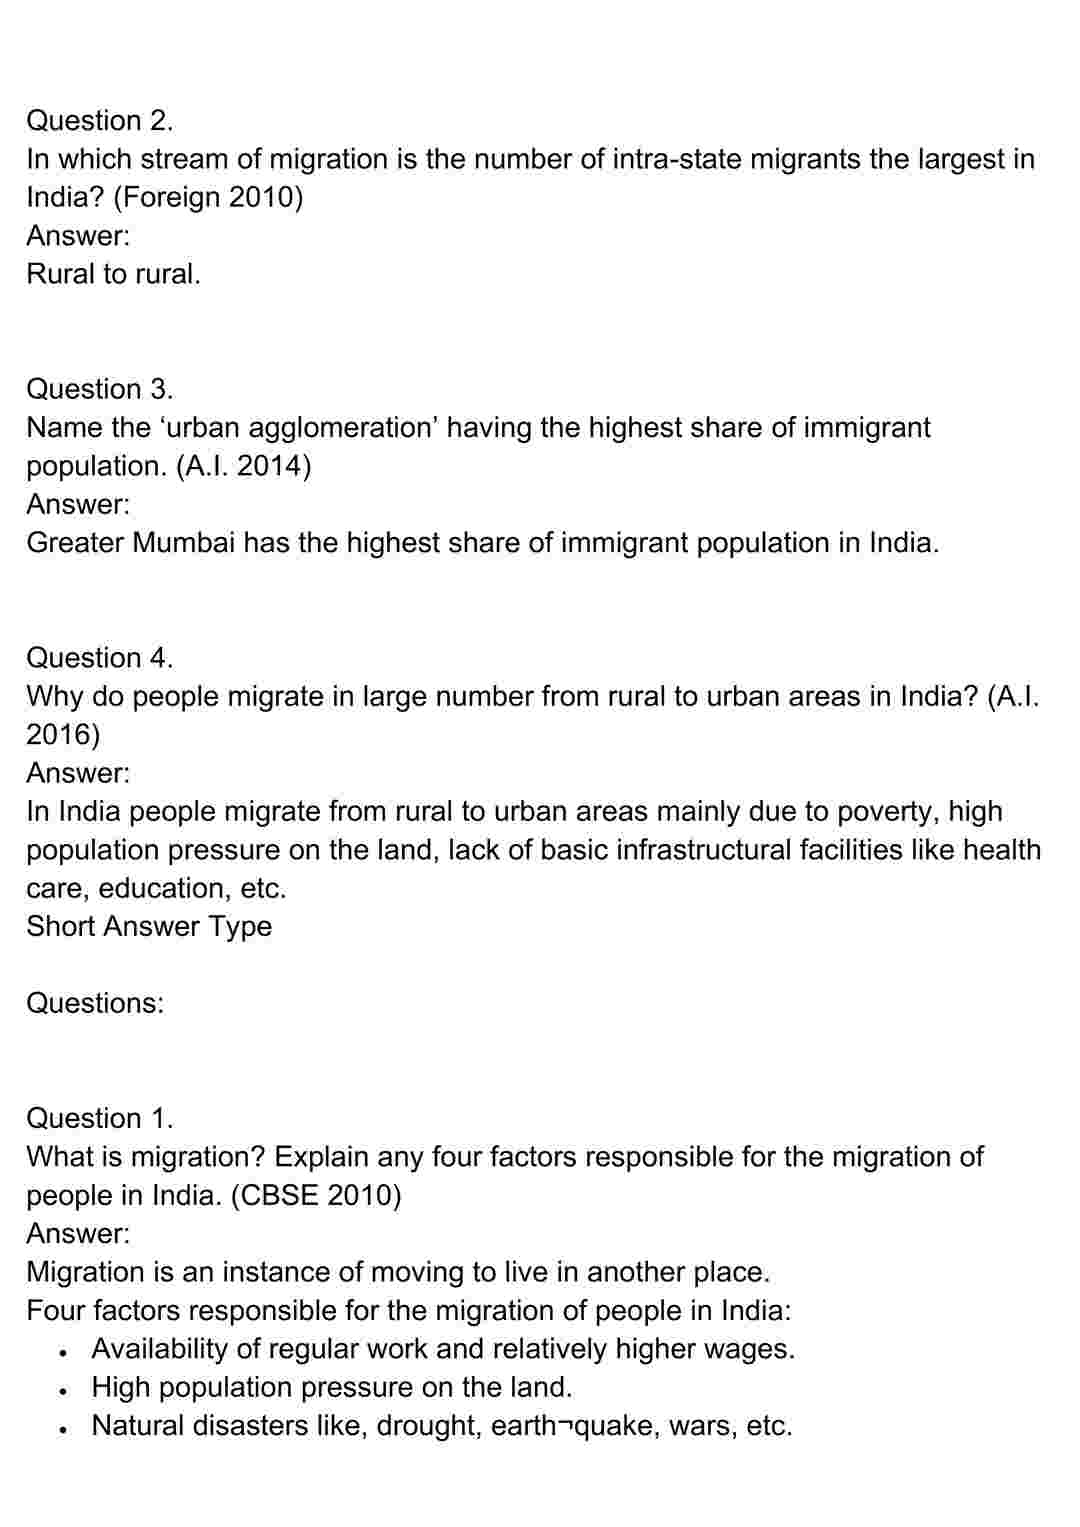 Question 2.
In which stream of migration is the number of intra-state migrants the largest in
India? (Foreign 2010)
Answer:
Rural to rural.
Question 3.
Name the ‘urban agglomeration’ having the highest share of immigrant
population. (A.I. 2014)
Answer:
Greater Mumbai has the highest share of immigrant population in India.
Question 4.
Why do people migrate in large number from rural to urban areas in India? (A.I.
2016)
Answer:
In India people migrate from rural to urban areas mainly due to poverty, high
population pressure on the land, lack of basic infrastructural facilities like health
care, education, etc.
Short Answer Type
Questions:
Question 1.
What is migration? Explain any four factors responsible for the migration of
people in India. (CBSE 2010)
Answer:
Migration is an instance of moving to live in another place.
Four factors responsible for the migration of people in India:
• Availability of regular work and relatively higher wages.
• High population pressure on the land.
• Natural disasters like, drought, earth¬quake, wars, etc.